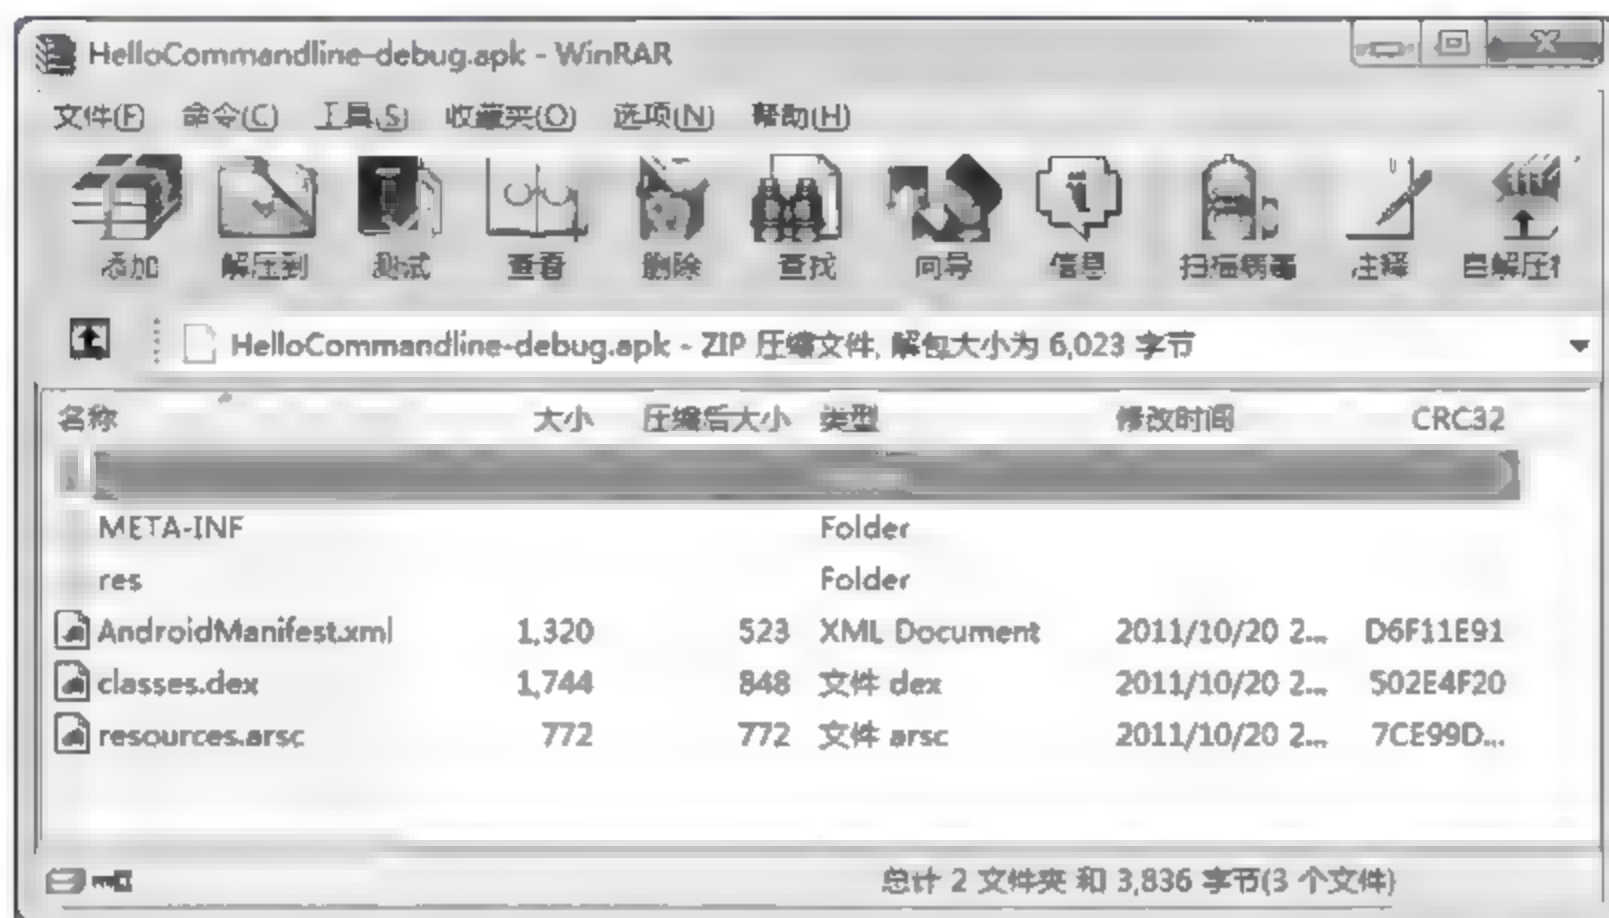 HelloCommandline-debug.apk - WinRAR
文件(F) 命令(C) 工具(S) 收藏夹(O) 选项(N) 帮助(H)
添加 解压到 测试 查看 删除 查找 向导 信息 扫描病毒 注释 自解压
HelloCommandline-debug.apk - ZIP 压缩文件, 解包大小为 6,023 字节
名称 大小 压缩后大小 类型 修改时间 CRC32
META-INF Folder
res Folder
AndroidManifest.xml 1,320 523 XML Document 2011/10/20 2... D6F11E91
classes.dex 1,744 848 文件 dex 2011/10/20 2... 502E4F20
resources.arsc 772 772 文件 arsc 2011/10/20 2... 7CE99D...
总计 2 文件夹 和 3,836 字节(3 个文件)